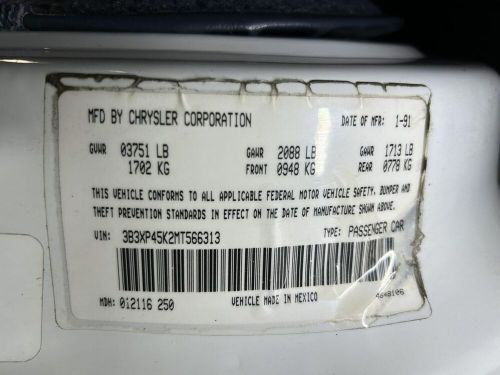 MFD BY CHRYSLER CORPORATION DATE OF MFR: 1-91
GVWR 03751 LB GAWR 2088 LB GAWR 1713 LB
1702 KG FRONT 0948 KG REAR 0778 KG
THIS VEHICLE CONFORMS TO ALL APPLICABLE FEDERAL MOTOR VEHICLE SAFETY, BUMPER AND
THEFT PREVENTION STANDARDS IN EFFECT ON THE DATE OF MANUFACTURE SHOWN ABOVE.
VIN: 3B3XP45K2MT566313 TYPE: PASSENGER CAR
MDH: 012116 250 VEHICLE MADE IN MEXICO 4648106